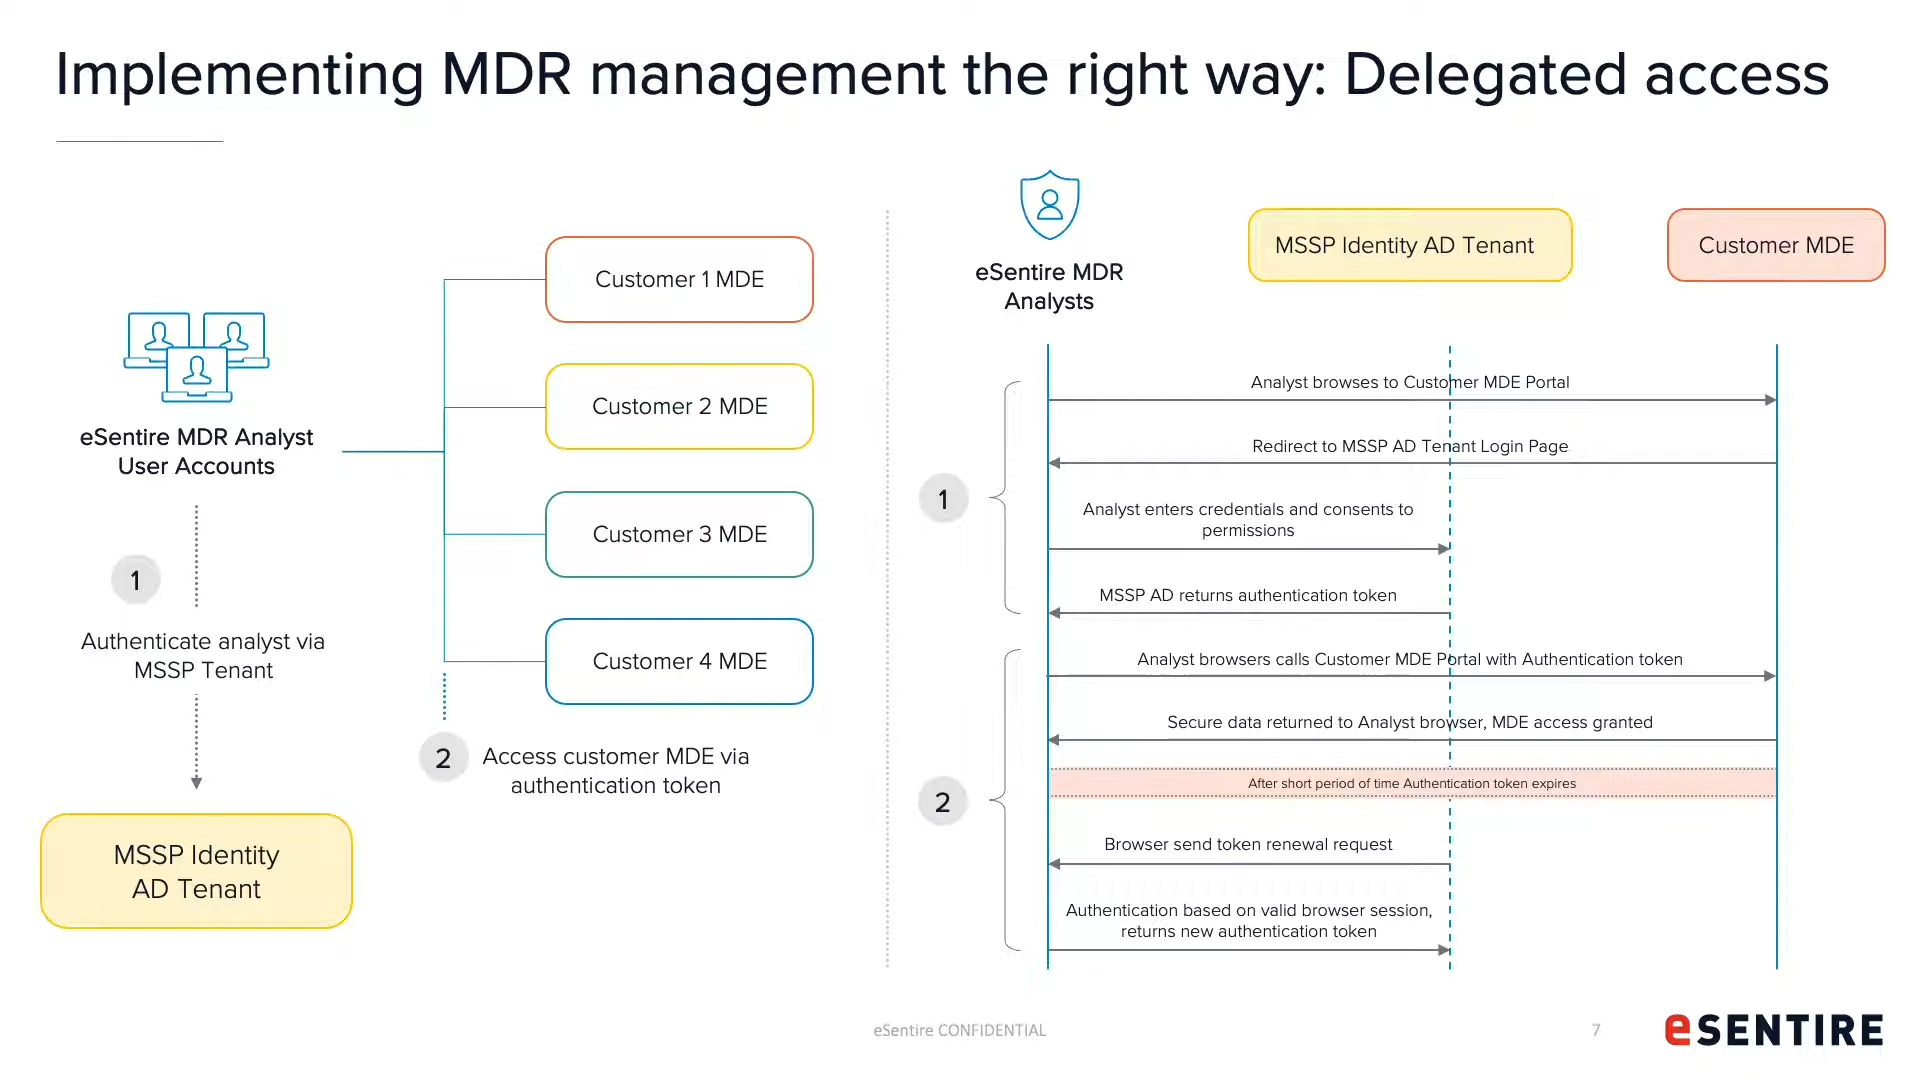 Implementing MDR management the right way: Delegated access
eSentire MDR Analyst
User Accounts
1
Authenticate analyst via
MSSP Tenant
MSSP Identity
AD Tenant
Customer 1 MDE
Customer 2 MDE
Customer 3 MDE
Customer 4 MDE
2
Access customer MDE via
authentication token
eSentire MDR
Analysts
MSSP Identity AD Tenant
Customer MDE
1
Analyst browses to Customer MDE Portal
Redirect to MSSP AD Tenant Login Page
Analyst enters credentials and consents to
permissions
MSSP AD returns authentication token
2
Analyst browsers calls Customer MDE Portal with Authentication token
Secure data returned to Analyst browser, MDE access granted
After short period of time Authentication token expires
Browser send token renewal request
Authentication based on valid browser session,
returns new authentication token
eSentire CONFIDENTIAL
7
eSENTIRE